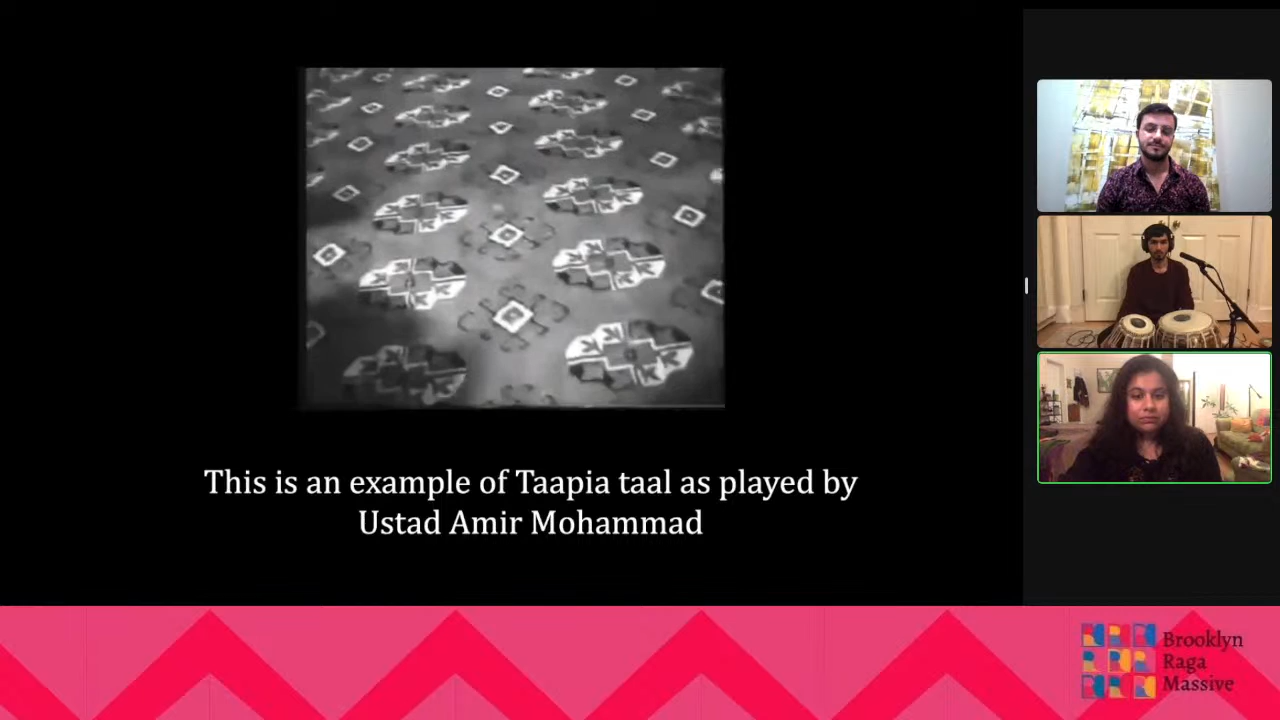 This is an example of Taapia taal as played by
Ustad Amir Mohammad
Brooklyn
Raga
Massive